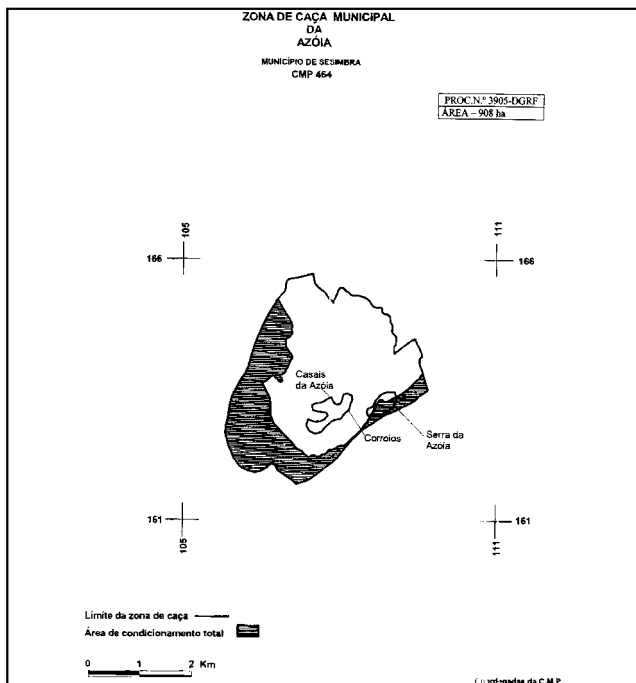 ZONA DE CAÇA MUNICIPAL
DA
AZÓIA
MUNICÍPIO DE SESIMBRA
CMP 464
PROC.N.º 3905-DGRF
ÁREA – 908 ha
105
111
166
166
Casais
da Azóia
Corroios
Serra da
Azóia
161
161
105
111
Limite da zona de caça
Área de condicionamento total
0 1 2 Km
Coordenadas da C.M.P.